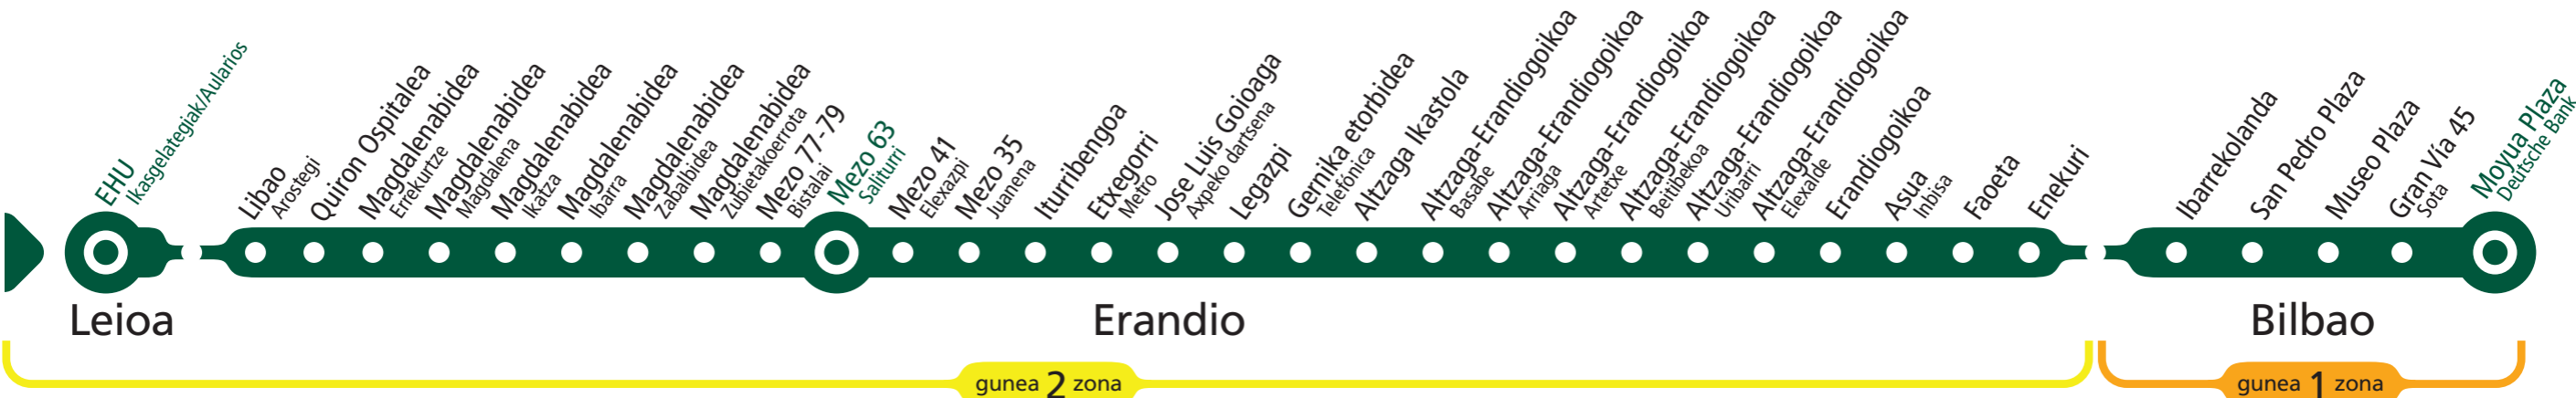 EHU
Ikasgelategiak/Aularios
Libao
Arostegi
Quiron Ospitalea
Magdalenabidea
Errekurtze
Magdalenabidea
Magdalena
Magdalenabidea
Ikatza
Magdalenabidea
Ibarra
Magdalenabidea
Zabalbidea
Magdalenabidea
Zubietakoerrota
Mezo 77-79
Bistalai
Mezo 63
Saliturri
Mezo 41
Elexazpi
Mezo 35
Juanena
Iturribengoa
Etxegorri
Metro
Jose Luis Goioaga
Axpeko dartsena
Legazpi
Gernika etorbidea
Telefónica
Altzaga Ikastola
Altzaga-Erandiogoikoa
Basabe
Altzaga-Erandiogoikoa
Arriaga
Altzaga-Erandiogoikoa
Artetxe
Altzaga-Erandiogoikoa
Beitibekoa
Altzaga-Erandiogoikoa
Uribarri
Altzaga-Erandiogoikoa
Elexalde
Erandiogoikoa
Asua
Inbisa
Faoeta
Enekuri
Ibarrekolanda
San Pedro Plaza
Museo Plaza
Gran Vía 45
Sota
Moyua Plaza
Deutsche Bank
Leioa
Erandio
Bilbao
gunea 2 zona
gunea 1 zona